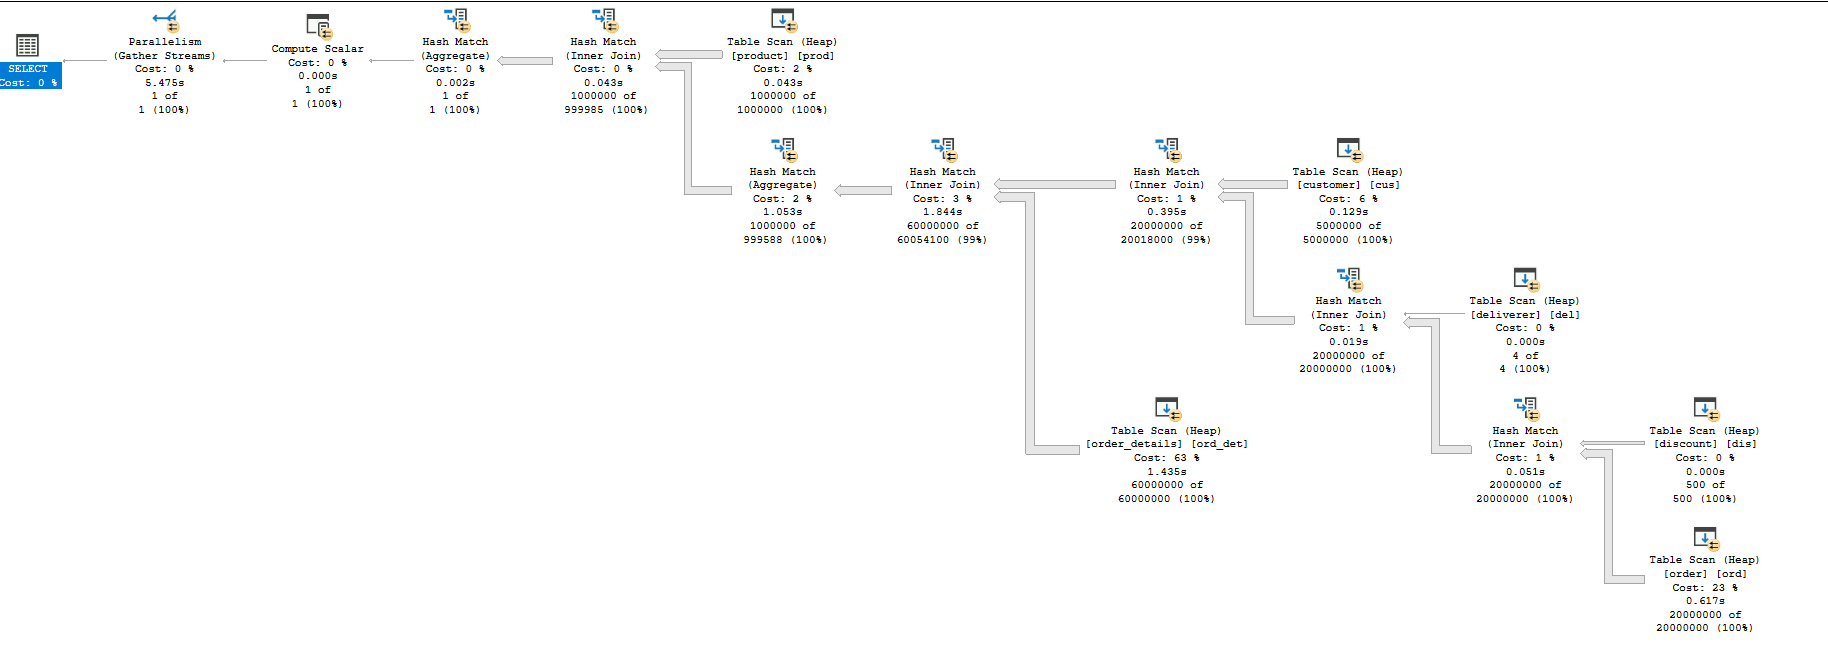 SELECT
Cost: 0 %
Parallelism
(Gather Streams)
Cost: 0 %
5.475s
1 of
1 (100%)
Compute Scalar
Cost: 0 %
0.000s
1 of
1 (100%)
Hash Match
(Aggregate)
Cost: 0 %
0.002s
1 of
1 (100%)
Hash Match
(Inner Join)
Cost: 0 %
0.043s
1000000 of
999985 (100%)
Table Scan (Heap)
[product] [prod]
Cost: 2 %
0.043s
1000000 of
1000000 (100%)
Hash Match
(Aggregate)
Cost: 2 %
1.053s
1000000 of
999588 (100%)
Hash Match
(Inner Join)
Cost: 3 %
1.844s
60000000 of
60054100 (99%)
Hash Match
(Inner Join)
Cost: 1 %
0.395s
20000000 of
20018000 (99%)
Table Scan (Heap)
[customer] [cus]
Cost: 6 %
0.129s
5000000 of
5000000 (100%)
Hash Match
(Inner Join)
Cost: 1 %
0.019s
20000000 of
20000000 (100%)
Table Scan (Heap)
[deliverer] [del]
Cost: 0 %
0.000s
4 of
4 (100%)
Table Scan (Heap)
[order_details] [ord_det]
Cost: 63 %
1.435s
60000000 of
60000000 (100%)
Hash Match
(Inner Join)
Cost: 1 %
0.051s
20000000 of
20000000 (100%)
Table Scan (Heap)
[discount] [dis]
Cost: 0 %
0.000s
500 of
500 (100%)
Table Scan (Heap)
[order] [ord]
Cost: 23 %
0.617s
20000000 of
20000000 (100%)